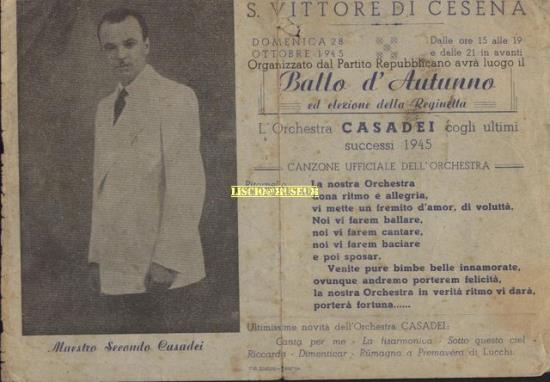 S. VITTORE DI CESENA
DOMENICA 28
OTTOBRE 1945
Dalle ore 15 alle 19
e dalle 21 in avanti
Organizzato dal Partito Repubblicano avrà luogo il
Ballo d'Autunno
ed elezione della Reginetta
L'Orchestra CASADEI cogli ultimi
successi 1945
CANZONE UFFICIALE DELL'ORCHESTRA
La nostra Orchestra
dona ritmo e allegria,
vi mette un fremito d'amor, di voluttà.
Noi vi farem ballare,
noi vi farem cantare,
noi vi farem baciare
e poi sposar.
Venite pure bimbe belle innamorate,
ovunque andremo porterem felicità,
la nostra Orchestra in verità ritmo vi darà,
porterà fortuna......
Ultimissime novità dell'Orchestra CASADEI:
Canta per me - La fisarmonica - Sotto questo ciel -
Riccardo - Dimenticar - Rumagna a Premavera di Lucchi.
Maestro Secondo Casadei